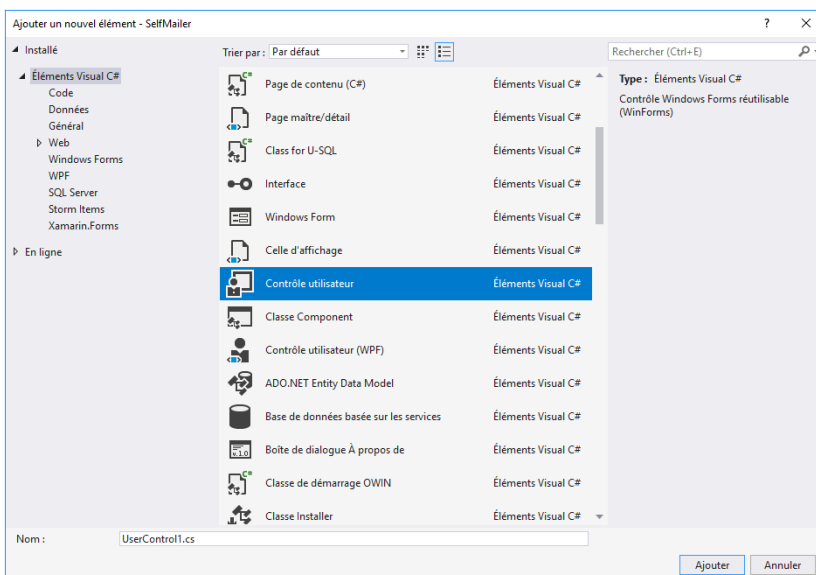 Ajouter un nouvel élément - SelfMailer
?
Installé
Trier par : Par défaut
Rechercher (Ctrl+E)
Éléments Visual C#
Code
Données
Général
Web
Windows Forms
WPF
SQL Server
Storm Items
Xamarin.Forms
En ligne
C# Page de contenu (C#) Éléments Visual C#
Page maître/détail Éléments Visual C#
C# Class for U-SQL Éléments Visual C#
Interface Éléments Visual C#
Windows Form Éléments Visual C#
Celle d'affichage Éléments Visual C#
Contrôle utilisateur Éléments Visual C#
Classe Component Éléments Visual C#
Contrôle utilisateur (WPF) Éléments Visual C#
ADO.NET Entity Data Model Éléments Visual C#
Base de données basée sur les services Éléments Visual C#
v.1.0 Boîte de dialogue À propos de Éléments Visual C#
C# Classe de démarrage OWIN Éléments Visual C#
Classe Installer Éléments Visual C#
Type : Éléments Visual C#
Contrôle Windows Forms réutilisable
(WinForms)
Nom : UserControl1.cs
Ajouter Annuler